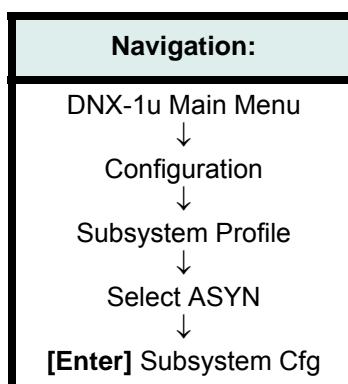 Navigation:
DNX-1u Main Menu
↓
Configuration
↓
Subsystem Profile
↓
Select ASYN
↓
[Enter] Subsystem Cfg